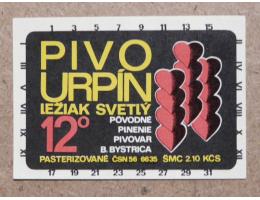 1 3 5 7 9 11 13 15
PIVO
URPÍN
LEŽIAK SVETLÝ
12°
PÔVODNÉ
PLNENIE
PIVOVAR
B. BYSTRICA
PASTERIZOVANÉ ČSN 56 6635 ŠMC 2.10 KČS
17 19 21 23 25 27 29 31